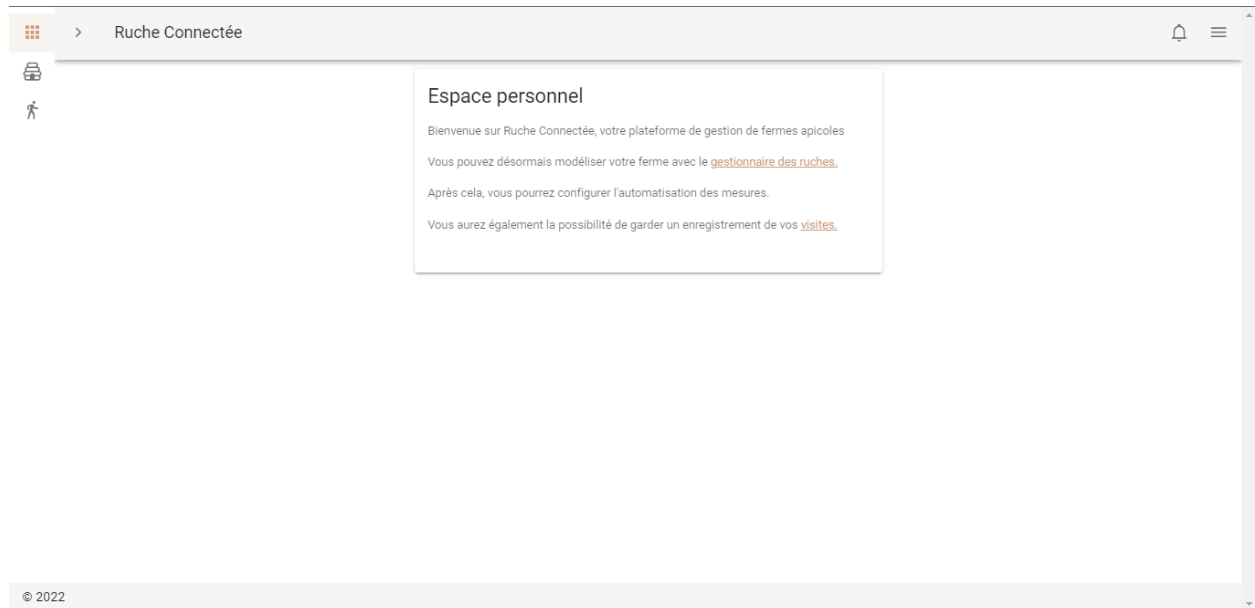 Ruche Connectée
Espace personnel
Bienvenue sur Ruche Connectée, votre plateforme de gestion de fermes apicoles
Vous pouvez désormais modéliser votre ferme avec le gestionnaire des ruches.
Après cela, vous pourrez configurer l'automatisation des mesures.
Vous aurez également la possibilité de garder un enregistrement de vos visites.
© 2022